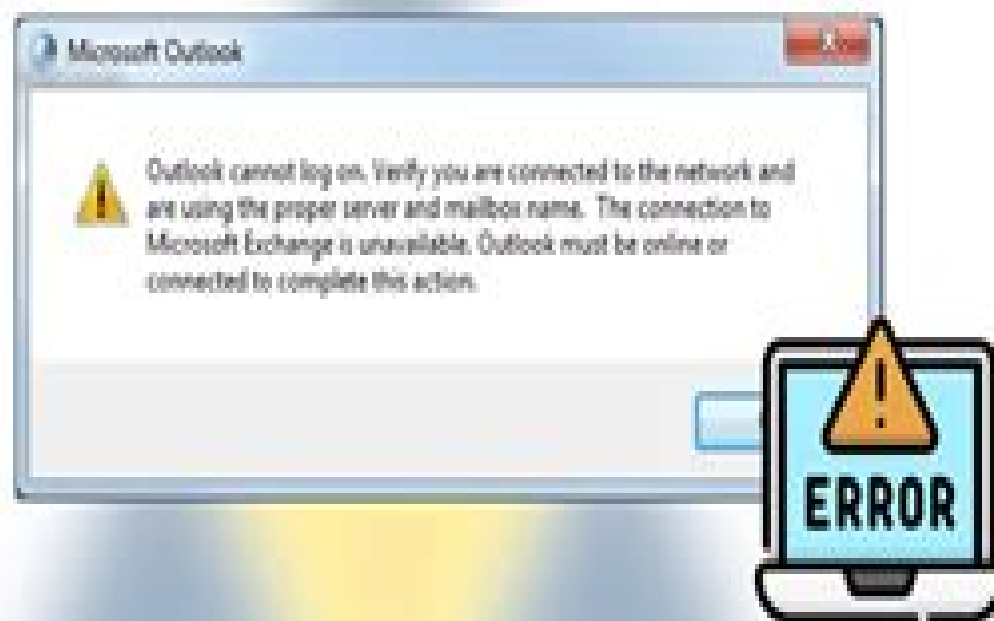 Microsoft Outlook
Outlook cannot log on. Verify you are connected to the network and
are using the proper server and mailbox name. The connection to
Microsoft Exchange is unavailable. Outlook must be online or
connected to complete this action.
ERROR